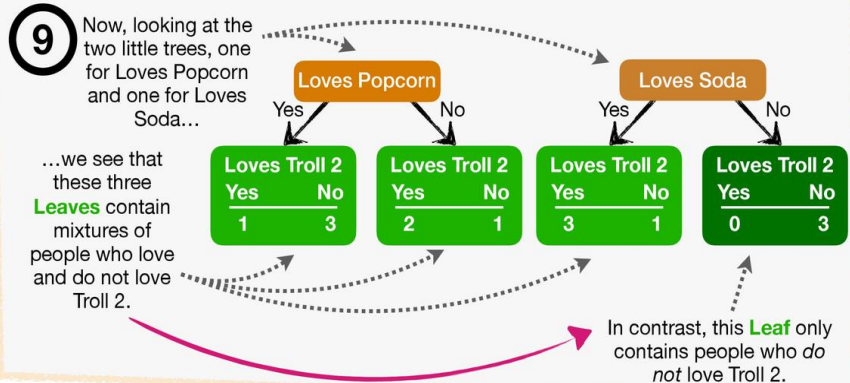 9
Now, looking at the
two little trees, one
for Loves Popcorn
and one for Loves
Soda...
...we see that
these three
Leaves contain
mixtures of
people who love
and do not love
Troll 2.
Loves Popcorn
Yes No
Loves Troll 2
Yes No
1 3
Loves Troll 2
Yes No
2 1
Loves Soda
Yes No
Loves Troll 2
Yes No
3 1
Loves Troll 2
Yes No
0 3
In contrast, this Leaf only
contains people who do
not love Troll 2.